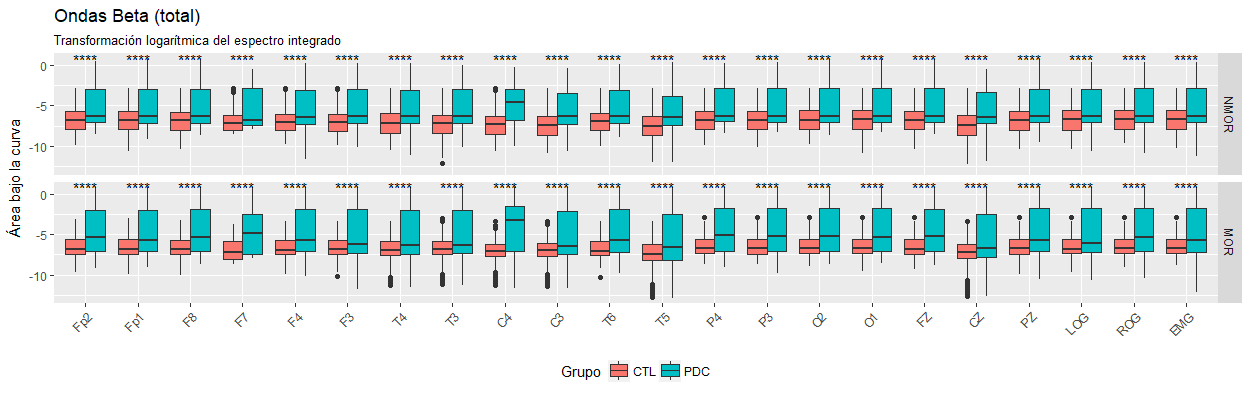 Ondas Beta (total)
Transformación logarítmica del espectro integrado
**** **** **** **** **** **** **** **** **** **** **** **** **** **** **** **** **** **** **** **** **** ****
0
-5
-10
NMOR
**** **** **** **** **** **** **** **** **** **** **** **** **** **** **** **** **** **** **** **** **** ****
0
-5
-10
MOR
Área bajo la curva
Fp2 Fp1 F8 F7 F4 F3 T4 T3 C4 C3 T6 T5 P4 P3 O2 O1 FZ CZ PZ LOG ROG EMG
Grupo CTL PDC